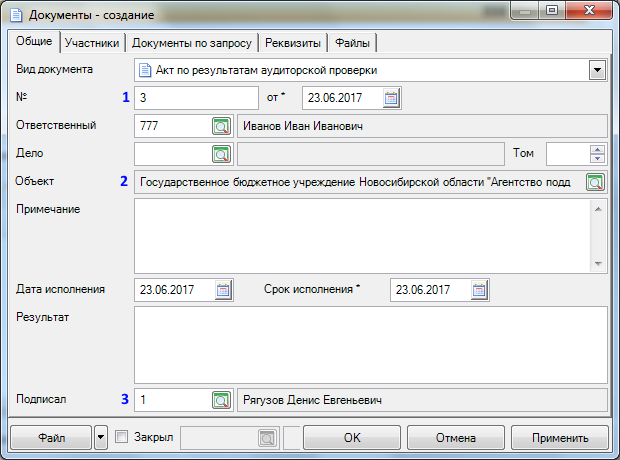 Документы - создание
Общие Участники Документы по запросу Реквизиты Файлы
Вид документа Акт по результатам аудиторской проверки
№ 1 3 от * 23.06.2017
Ответственный 777 Иванов Иван Иванович
Дело Том
Объект 2 Государственное бюджетное учреждение Новосибирской области "Агентство подд
Примечание
Дата исполнения 23.06.2017 Срок исполнения * 23.06.2017
Результат
Подписал 3 1 Рягузов Денис Евгеньевич
Файл Закрыл OK Отмена Применить